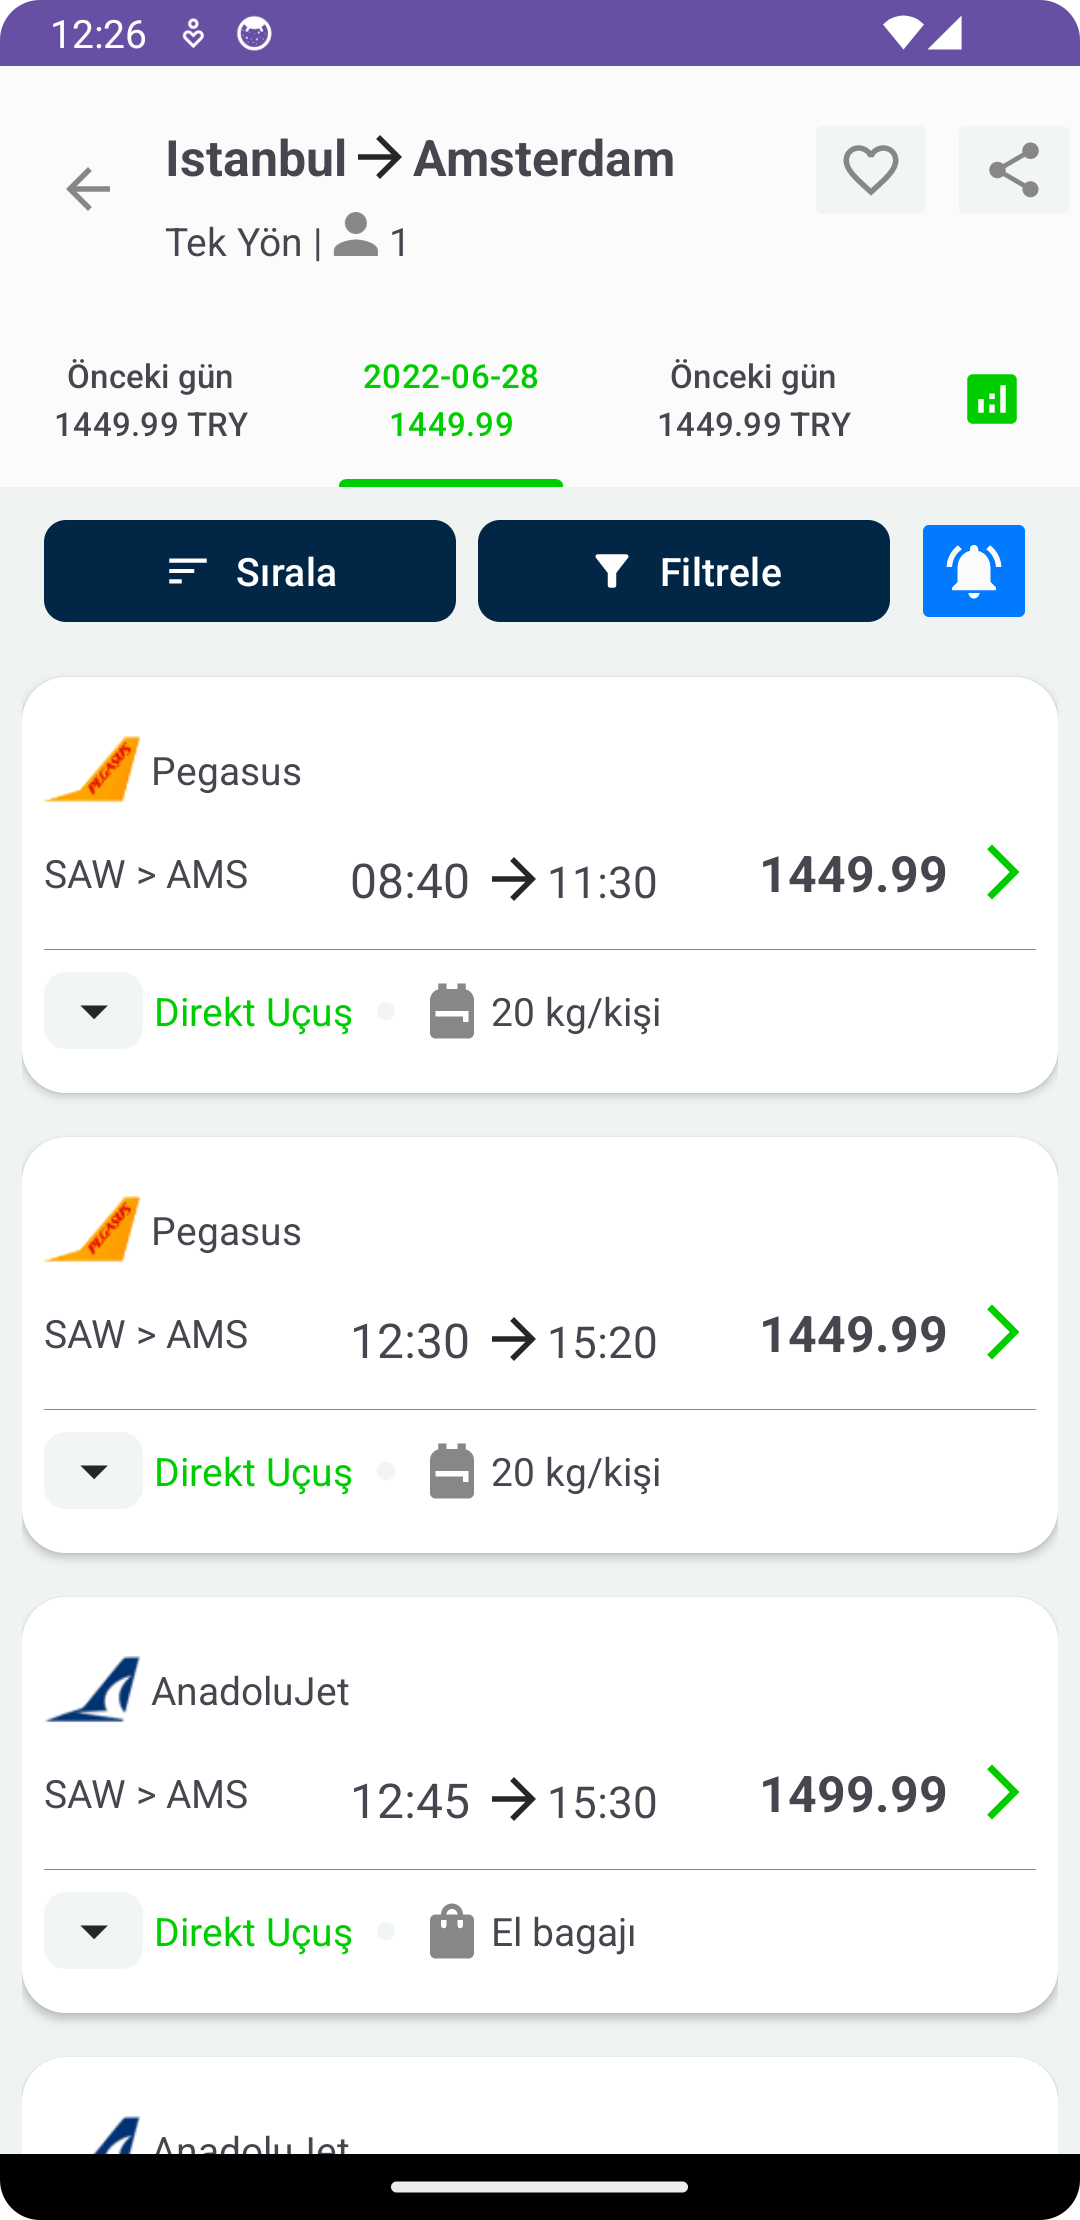 12:26
Istanbul → Amsterdam
Tek Yön | 1
Önceki gün 2022-06-28 Önceki gün
1449.99 TRY 1449.99 1449.99 TRY
Sırala Filtrele
PEGASUS Pegasus
SAW > AMS 08:40 → 11:30 1449.99
Direkt Uçuş 20 kg/kişi
PEGASUS Pegasus
SAW > AMS 12:30 → 15:20 1449.99
Direkt Uçuş 20 kg/kişi
AnadoluJet
SAW > AMS 12:45 → 15:30 1499.99
Direkt Uçuş El bagajı
AnadoluJet